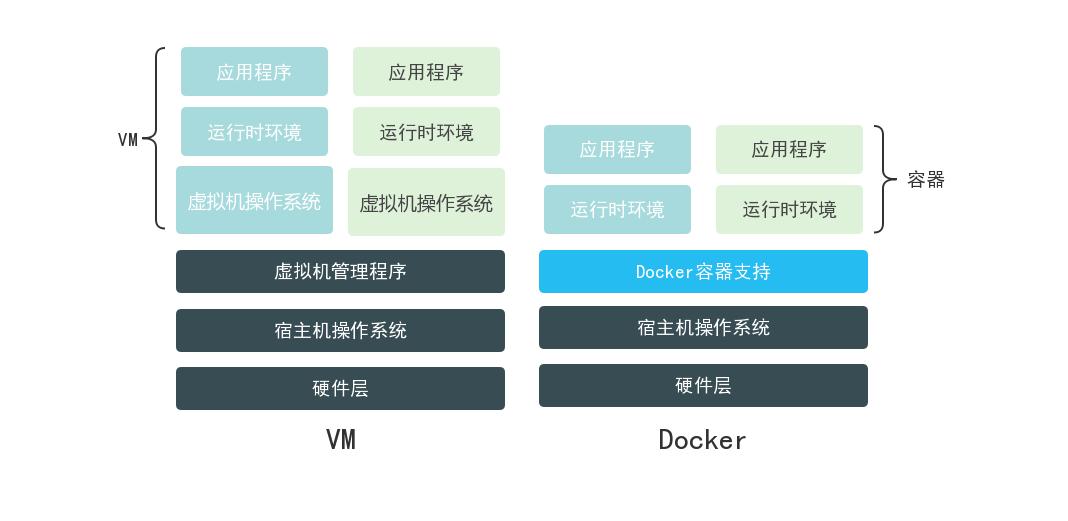 应用程序
应用程序
运行时环境
运行时环境
VM
虚拟机操作系统
虚拟机操作系统
虚拟机管理程序
宿主机操作系统
硬件层
VM
应用程序
应用程序
运行时环境
运行时环境
容器
Docker容器支持
宿主机操作系统
硬件层
Docker